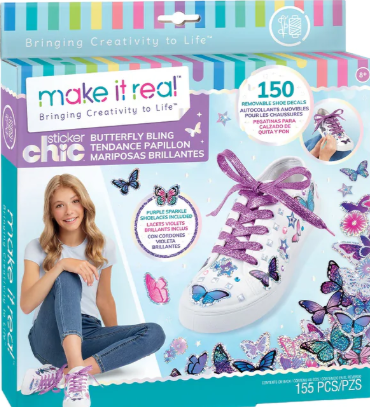 Bringing Creativity to Life™
make it real™
Bringing Creativity to Life™
sticker
chic
BUTTERFLY BLING
TENDANCE PAPILLON
MARIPOSAS BRILLANTES
150
REMOVABLE SHOE DECALS
AUTOCOLLANTS AMOVIBLES
POUR LES CHAUSSURES
PEGATINAS PARA
CALZADO DE
QUITA Y PON
8+
PURPLE SPARKLE
SHOELACES INCLUDED
LACETS VIOLETS
BRILLANTS INCLUS
CON CORDONES
VIOLETA
BRILLANTES
make it real
155 PCS/PZS